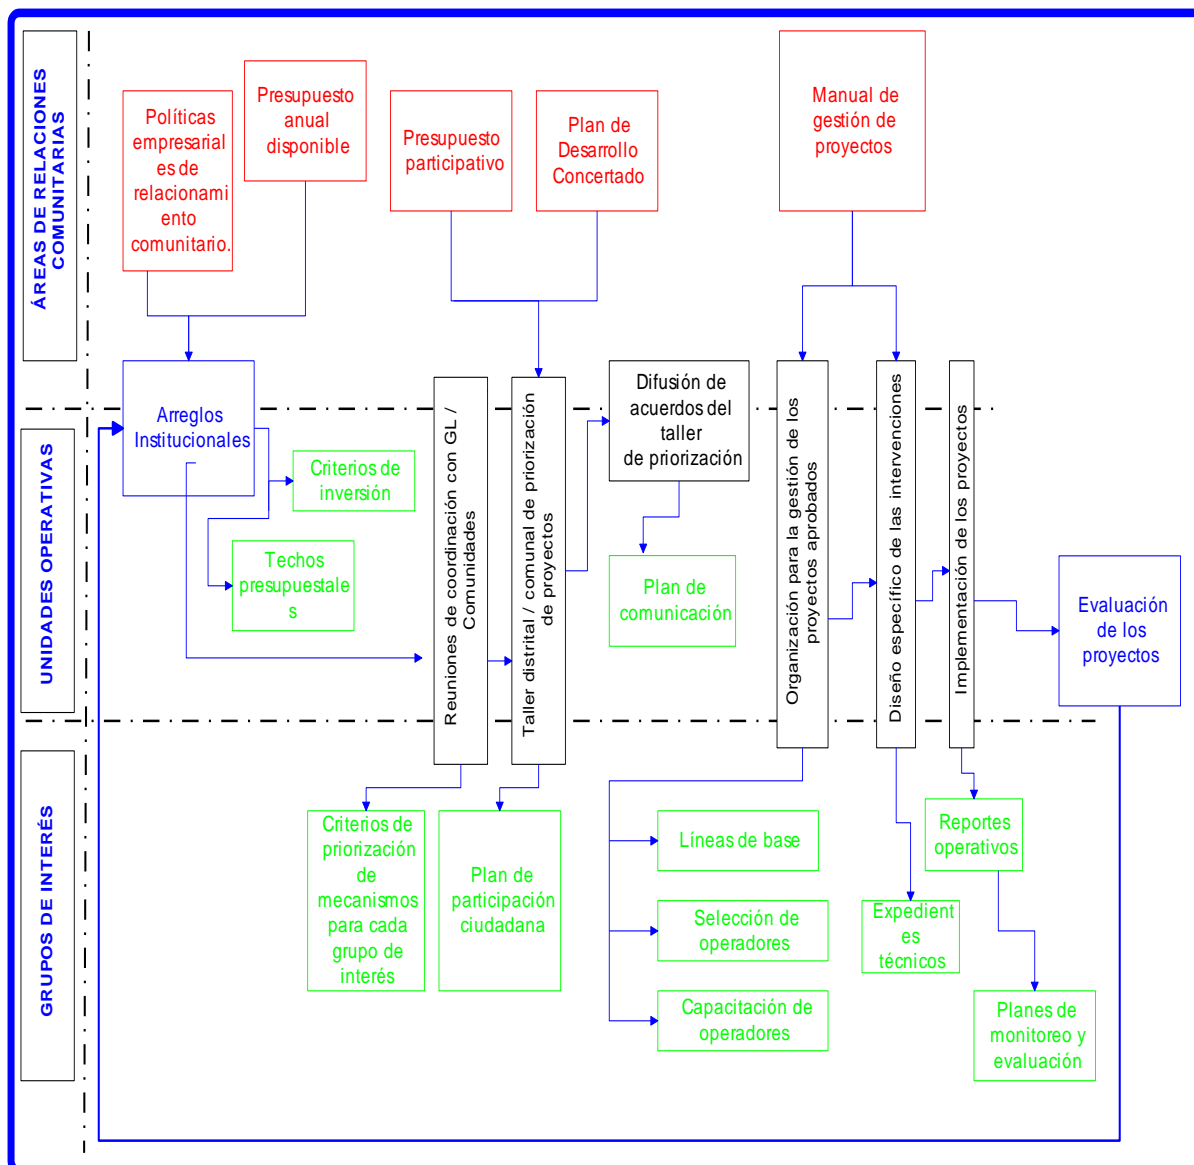 ÁREAS DE RELACIONES
COMUNITARIAS
Políticas
empresarial
es de
relacionami
ento
comunitario.
Presupuesto
anual
disponible
Presupuesto
participativo
Plan de
Desarrollo
Concertado
Manual de
gestión de
proyectos
UNIDADES OPERATIVAS
Arreglos
Institucionales
Criterios de
inversión
Techos
presupuestale
s
Reuniones de coordinación con GL /
Comunidades
Taller distrital / comunal de priorización
de proyectos
Difusión de
acuerdos del
taller
de priorización
Plan de
comunicación
Organización para la gestión de los
proyectos aprobados
Diseño específico de las intervenciones
Implementación de los proyectos
Evaluación
de los
proyectos
GRUPOS DE INTERÉS
Criterios de
priorización
de
mecanismos
para cada
grupo de
interés
Plan de
participación
ciudadana
Líneas de base
Selección de
operadores
Capacitación de
operadores
Expedient
es
técnicos
Reportes
operativos
Planes de
monitoreo y
evaluación